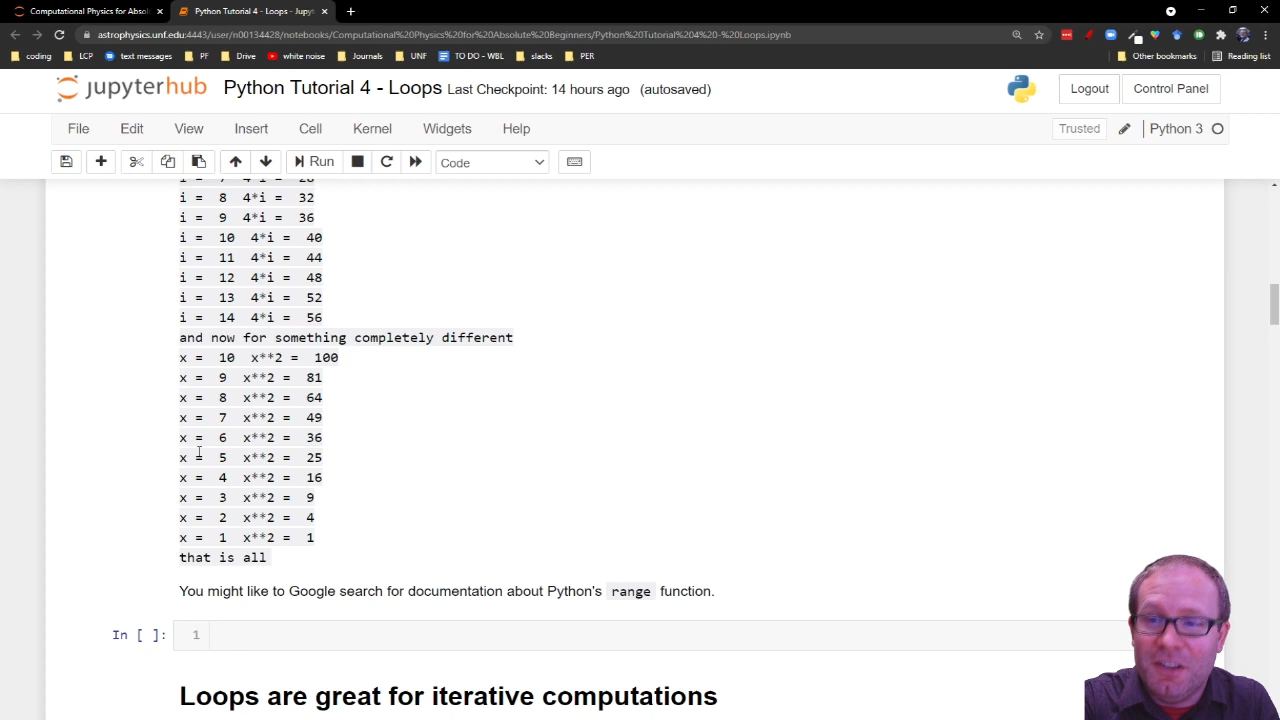 Computational Physics for Absol
Python Tutorial 4 - Loops - Jupyt
astrophysics.unf.edu:4443/user/n00134428/notebooks/Computational%20Physics%20for%20Absolute%20Beginners/Python%20Tutorial%204%20-%20Loops.ipynb
coding LCP text messages PF Drive white noise Journals UNF TO DO - WBL slacks PER Other bookmarks Reading list
jupyterhub Python Tutorial 4 - Loops Last Checkpoint: 14 hours ago (autosaved) Logout Control Panel
File Edit View Insert Cell Kernel Widgets Help Trusted Python 3
Run Code
i = 7 4*i = 28
i = 8 4*i = 32
i = 9 4*i = 36
i = 10 4*i = 40
i = 11 4*i = 44
i = 12 4*i = 48
i = 13 4*i = 52
i = 14 4*i = 56
and now for something completely different
x = 10 x**2 = 100
x = 9 x**2 = 81
x = 8 x**2 = 64
x = 7 x**2 = 49
x = 6 x**2 = 36
x = 5 x**2 = 25
x = 4 x**2 = 16
x = 3 x**2 = 9
x = 2 x**2 = 4
x = 1 x**2 = 1
that is all
You might like to Google search for documentation about Python's range function.
In [ ]: 1
Loops are great for iterative computations